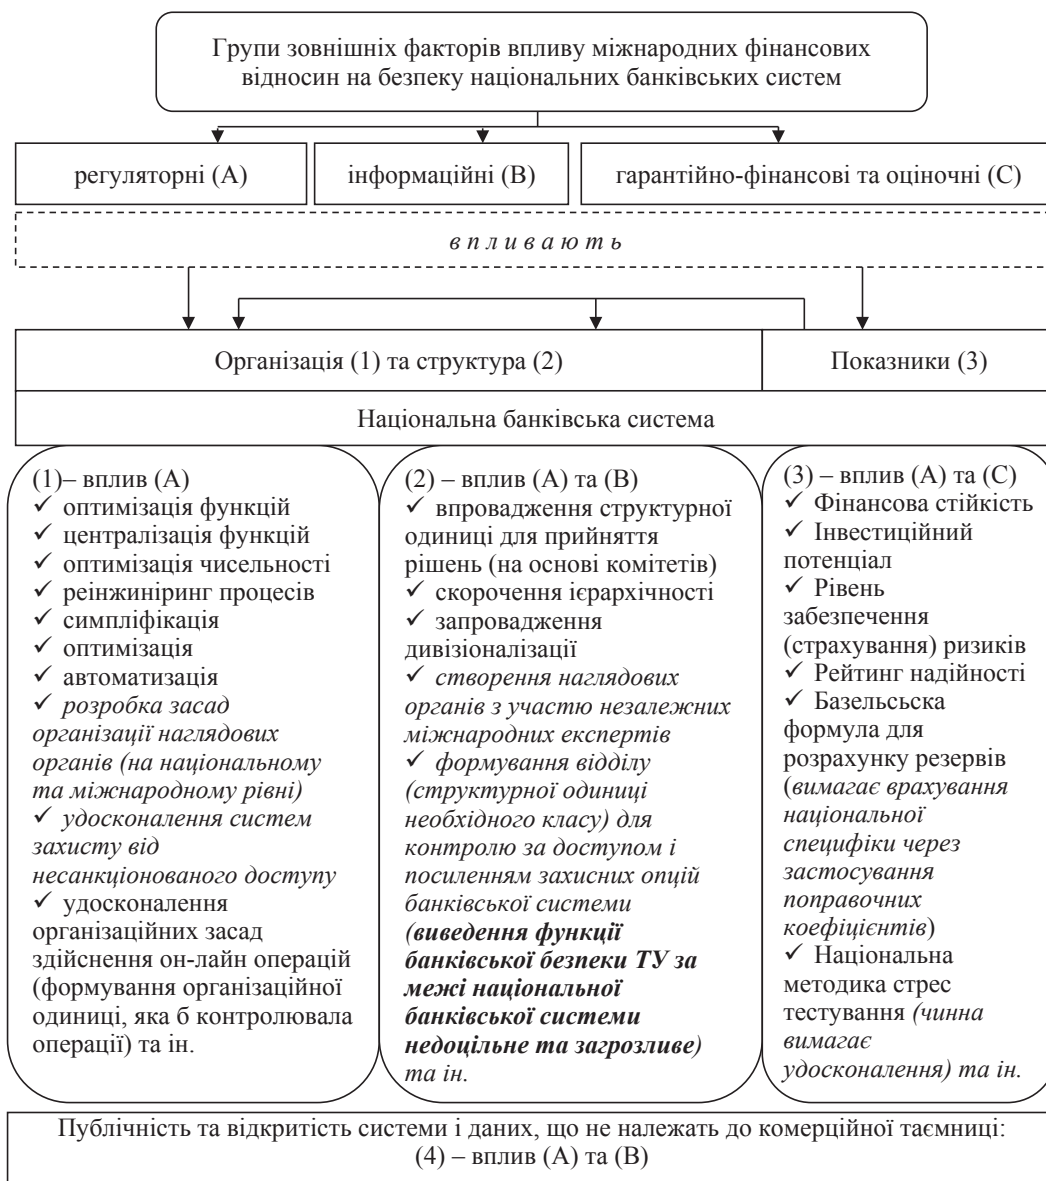 Групи зовнішніх факторів впливу міжнародних фінансових
відносин на безпеку національних банківських систем
регуляторні (А)
інформаційні (В)
гарантійно-фінансові та оціночні (С)
впливають
Організація (1) та структура (2)
Показники (3)
Національна банківська система
(1)– вплив (А)
✓ оптимізація функцій
✓ централізація функцій
✓ оптимізація чисельності
✓ реінжиніринг процесів
✓ симпліфікація
✓ оптимізація
✓ автоматизація
✓ розробка засад
організації наглядових
органів (на національному
та міжнародному рівні)
✓ удосконалення систем
захисту від
несанкціонованого доступу
✓ удосконалення
організаційних засад
здійснення он-лайн операцій
(формування організаційної
одиниці, яка б контролювала
операції) та ін.
(2) – вплив (А) та (В)
✓ впровадження структурної
одиниці для прийняття
рішень (на основі комітетів)
✓ скорочення ієрархічності
✓ запровадження
дивізіоналізації
✓ створення наглядових
органів з участю незалежних
міжнародних експертів
✓ формування відділу
(структурної одиниці
необхідного класу) для
контролю за доступом і
посиленням захисних опцій
банківської системи
(виведення функції
банківської безпеки ТУ за
межі національної
банківської системи
недоцільне та загрозливе)
та ін.
(3) – вплив (А) та (С)
✓ Фінансова стійкість
✓ Інвестиційний
потенціал
✓ Рівень
забезпечення
(страхування) ризиків
✓ Рейтинг надійності
✓ Базельсьска
формула для
розрахунку резервів
(вимагає врахування
національної
специфіки через
застосування
поправочних
коефіцієнтів)
✓ Національна
методика стрес
тестування (чинна
вимагає
удосконалення) та ін.
Публічність та відкритість системи і даних, що не належать до комерційної таємниці:
(4) – вплив (А) та (В)